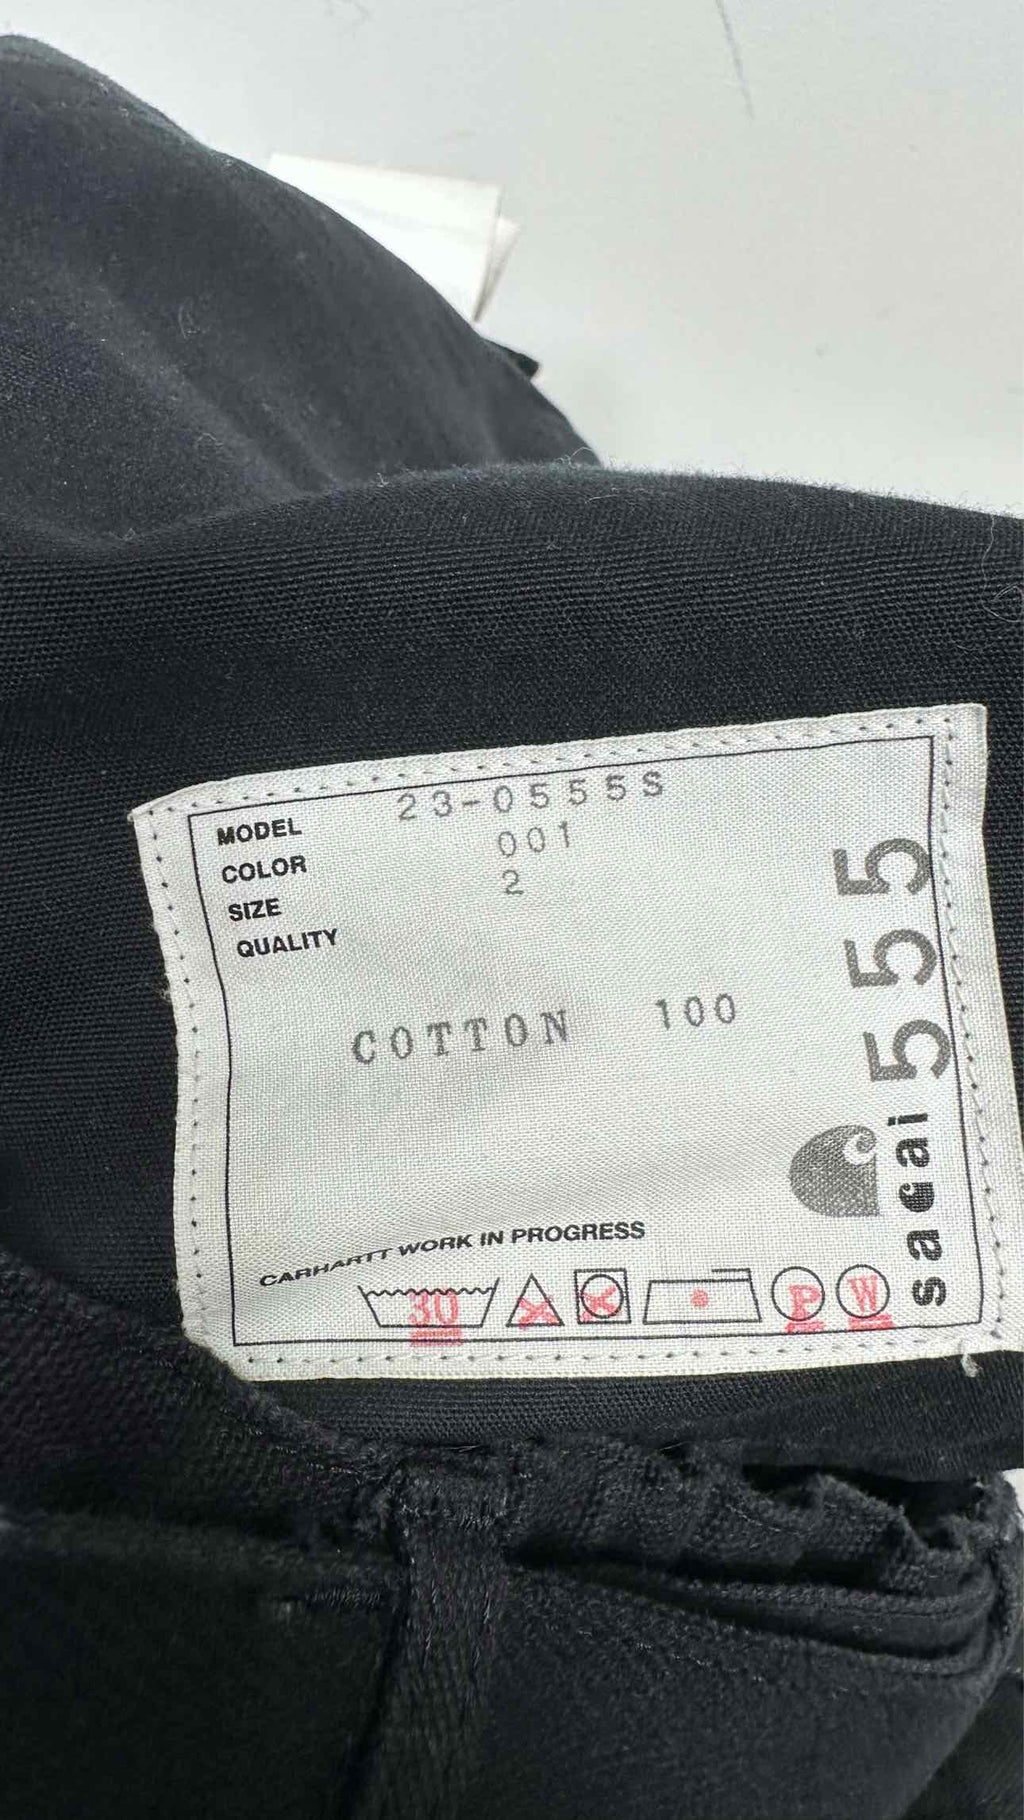 MODEL 23-0555S
COLOR 001
SIZE 2
QUALITY
COTTON 100
CARHARTT WORK IN PROGRESS
30
P
W
sacai 555